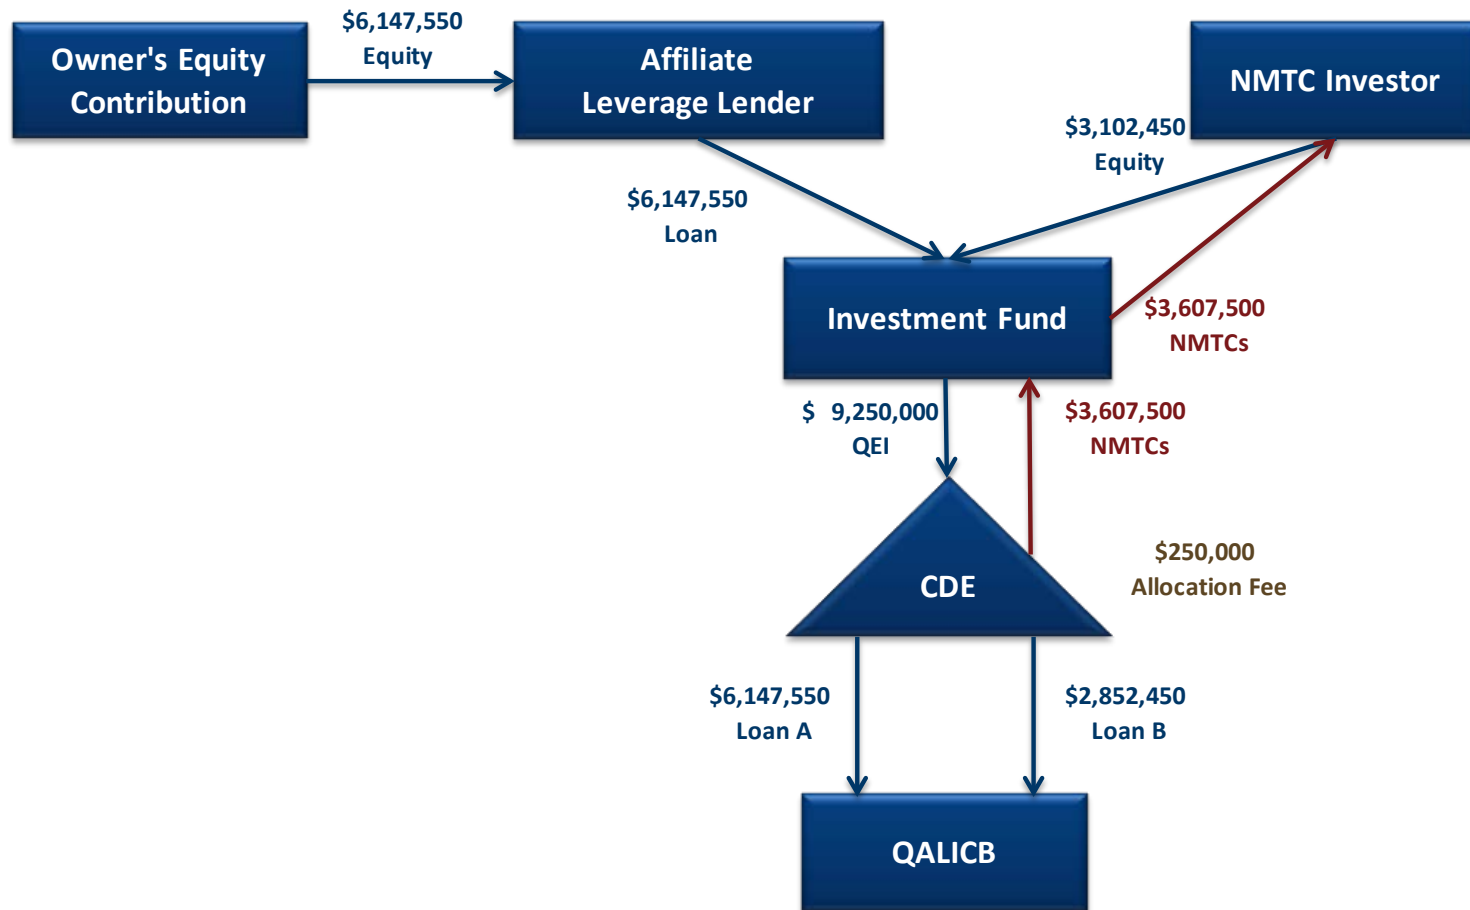 $6,147,550
Equity
Owner's Equity
Contribution
Affiliate
Leverage Lender
NMTC Investor
$3,102,450
Equity
$6,147,550
Loan
Investment Fund
$3,607,500
NMTCs
$ 9,250,000
QEI
$3,607,500
NMTCs
$250,000
Allocation Fee
CDE
$6,147,550
Loan A
$2,852,450
Loan B
QALICB